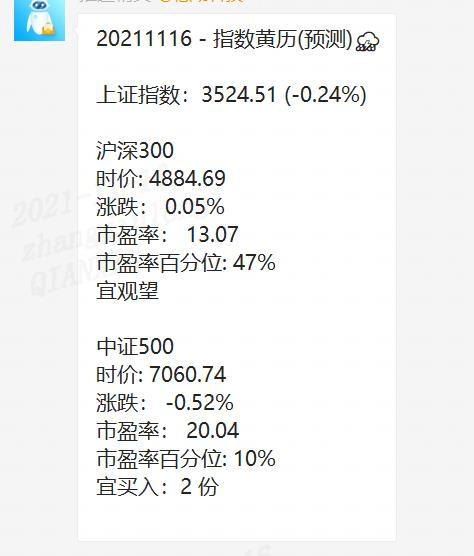 20211116 - 指数黄历(预测)
上证指数：3524.51 (-0.24%)
沪深300
时价: 4884.69
涨跌： 0.05%
市盈率： 13.07
市盈率百分位: 47%
宜观望
中证500
时价: 7060.74
涨跌： -0.52%
市盈率： 20.04
市盈率百分位: 10%
宜买入：2 份